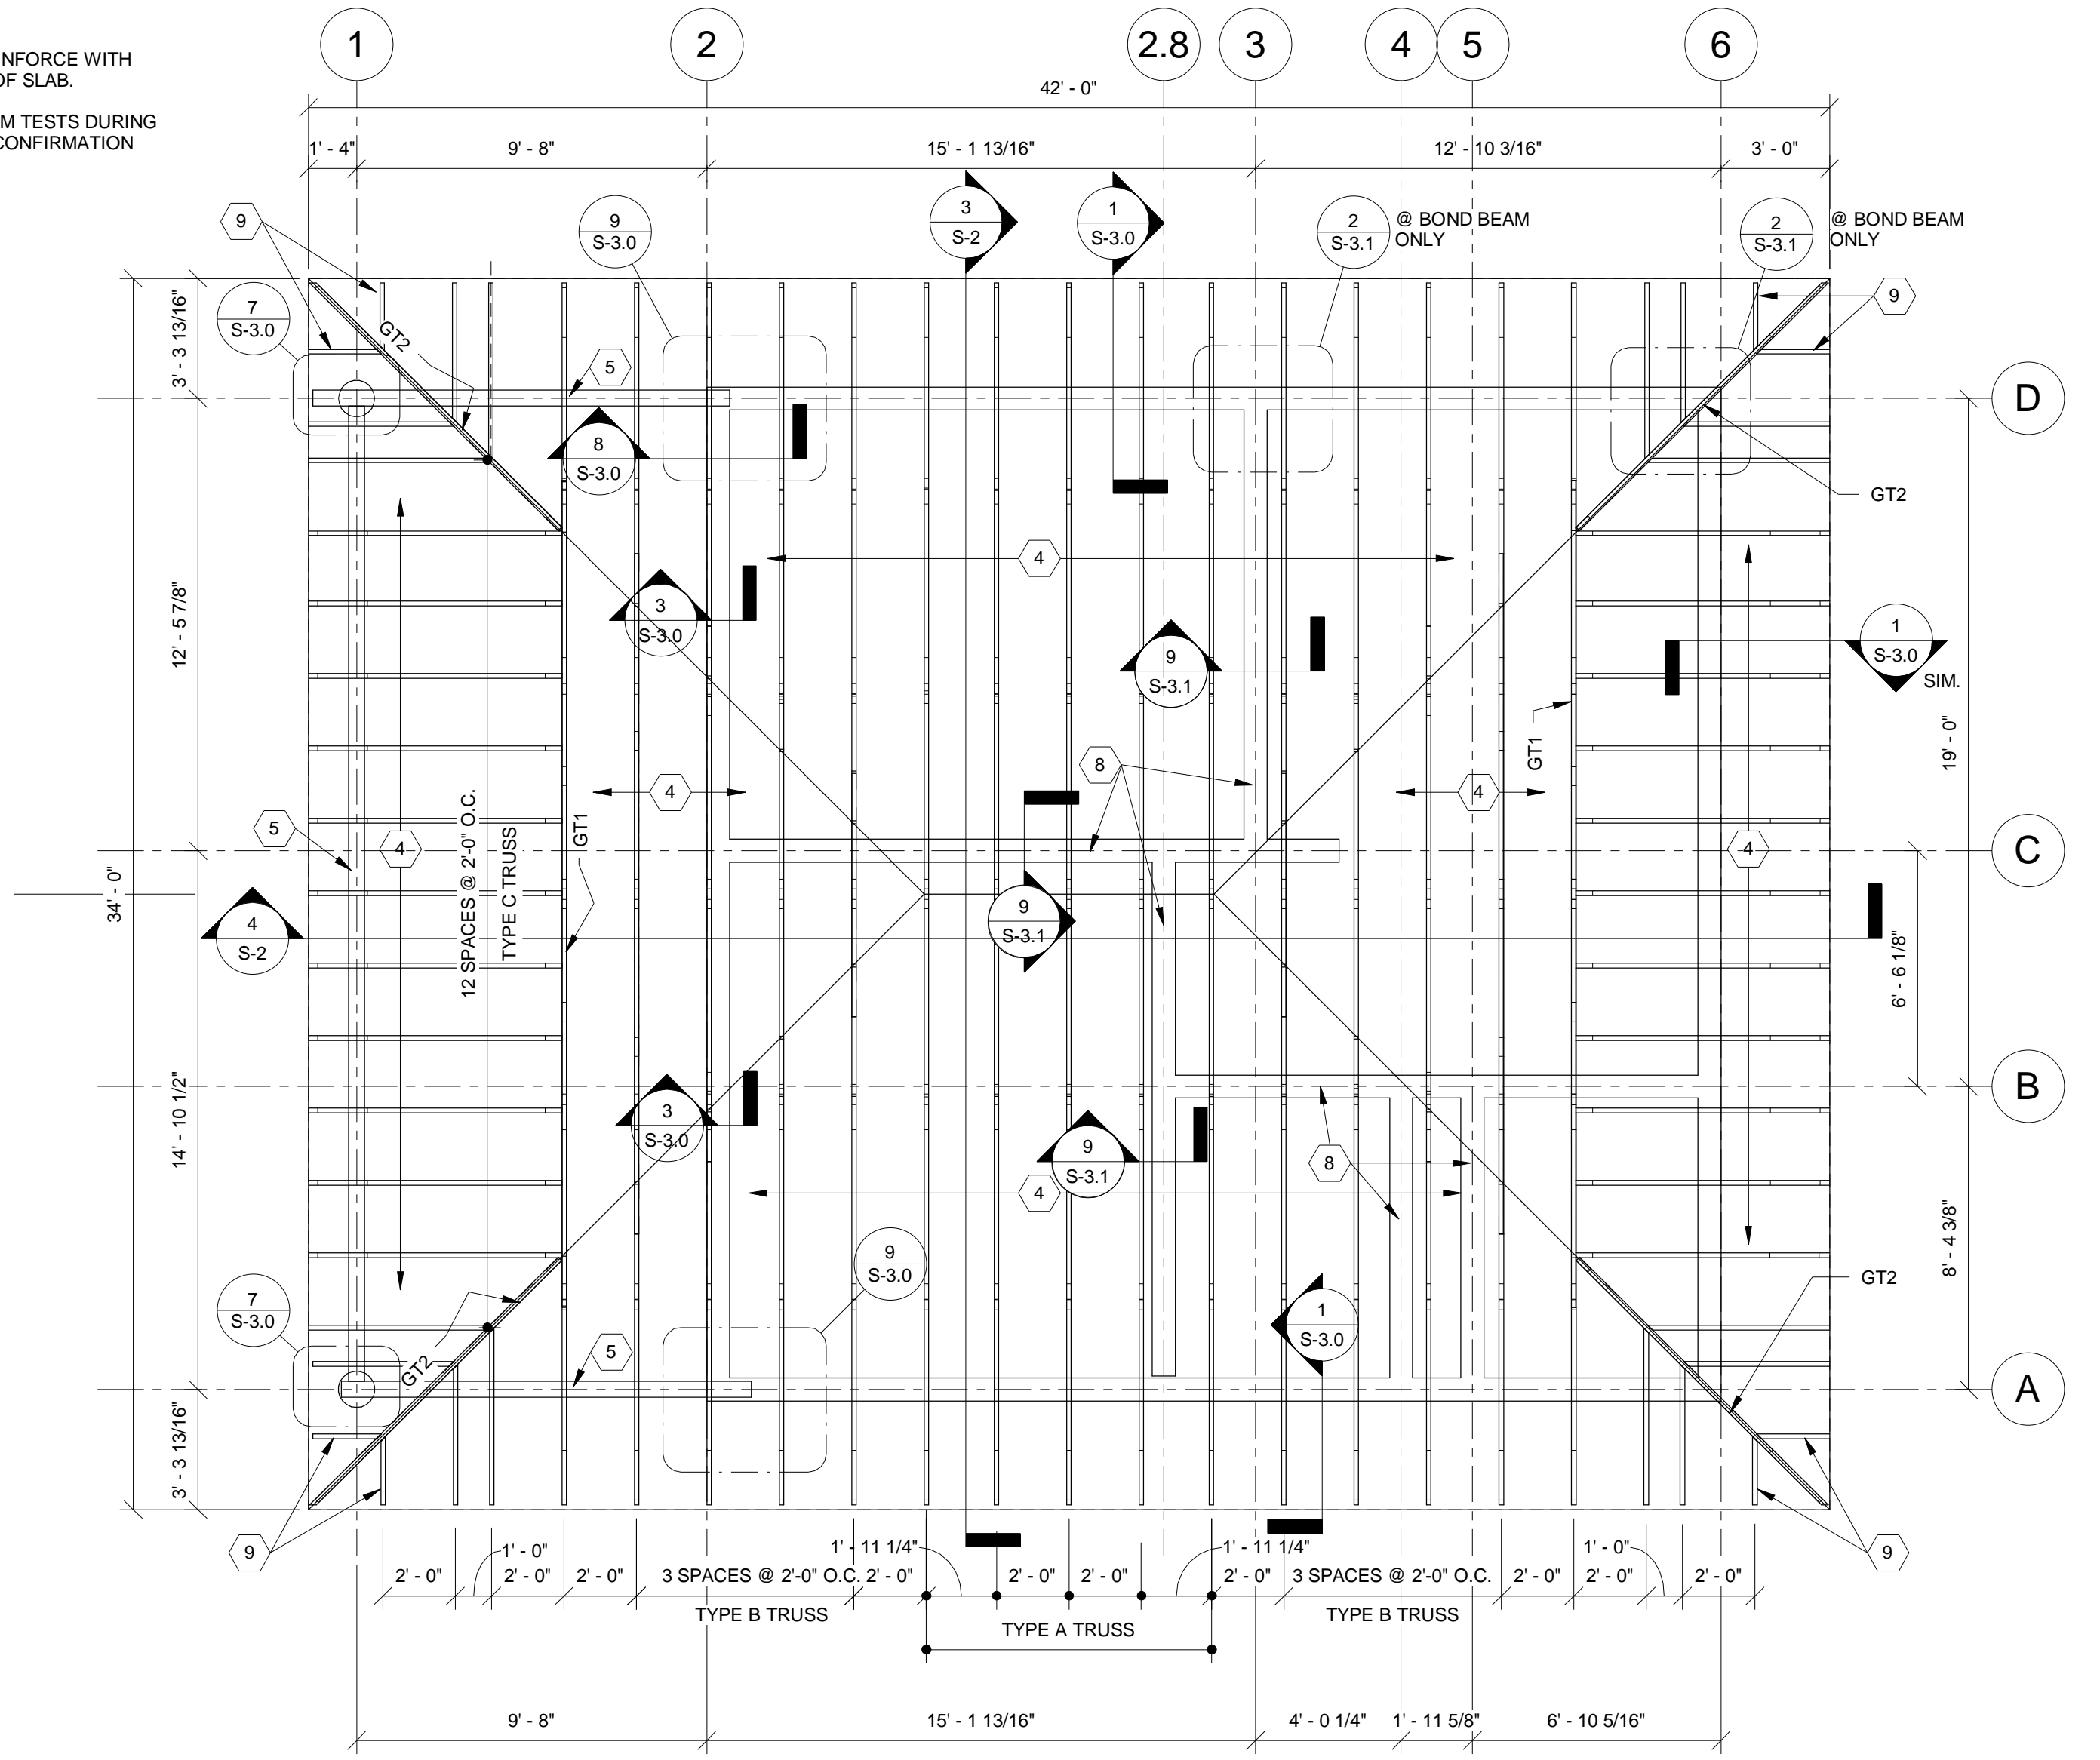 1
2
2.8
3
4
5
6
NFORCE WITH
OF SLAB.
M TESTS DURING
CONFIRMATION
42' - 0"
1' - 4"
9' - 8"
15' - 1 13/16"
12' - 10 3/16"
3' - 0"
9
9
S-3.0
3
S-2
1
S-3.0
2
S-3.1
@ BOND BEAM
ONLY
2
S-3.1
@ BOND BEAM
ONLY
9
7
S-3.0
GT2
3' - 3 13/16"
5
D
8
S-3.0
GT2
4
12' - 5 7/8"
3
S-3.0
9
S-3.1
1
S-3.0
SIM.
GT1
19' - 0"
8
4
4
5
4
12 SPACES @ 2'-0" O.C.
TYPE C TRUSS
GT1
4
C
34' - 0"
4
S-2
9
S-3.1
6' - 6 1/8"
B
14' - 10 1/2"
3
S-3.0
9
S-3.1
8
4
8' - 4 3/8"
9
S-3.0
GT2
7
S-3.0
1
S-3.0
5
GT2
A
3' - 3 13/16"
9
9
2' - 0"
1' - 0"
2' - 0"
2' - 0"
3 SPACES @ 2'-0" O.C.
2' - 0"
1' - 11 1/4"
2' - 0"
2' - 0"
1' - 11 1/4"
2' - 0"
3 SPACES @ 2'-0" O.C.
2' - 0"
2' - 0"
1' - 0"
2' - 0"
TYPE B TRUSS
TYPE A TRUSS
TYPE B TRUSS
9' - 8"
15' - 1 13/16"
4' - 0 1/4"
1' - 11 5/8"
6' - 10 5/16"